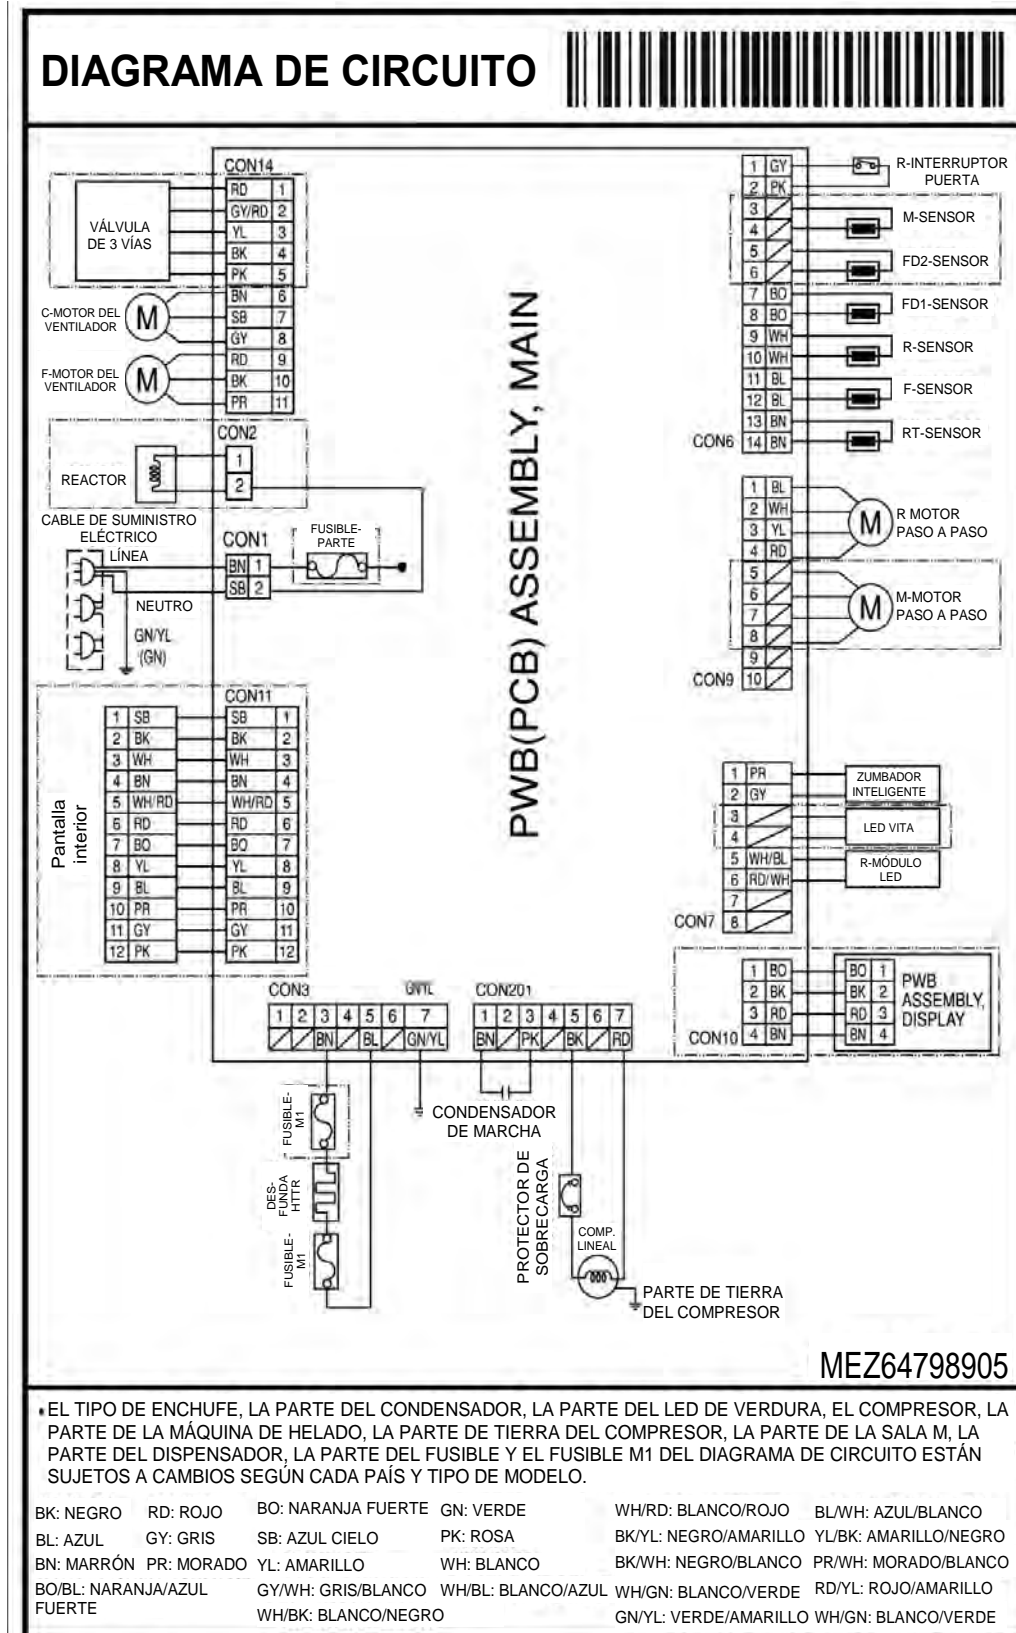 DIAGRAMA DE CIRCUITO
CON14
RD 1
GY/RD 2
YL 3
BK 4
PK 5
BN 6
SB 7
GY 8
RD 9
BK 10
PR 11
VÁLVULA
DE 3 VÍAS
C-MOTOR DEL
VENTILADOR
M
F-MOTOR DEL
VENTILADOR
M
CON2
1
2
REACTOR
CABLE DE SUMINISTRO
ELÉCTRICO
LÍNEA
CON1
BN 1
SB 2
FUSIBLE-
PARTE
NEUTRO
GN/YL
(GN)
CON11
1 SB SB 1
2 BK BK 2
3 WH WH 3
4 BN BN 4
5 WH/RD WH/RD 5
6 RD RD 6
7 BO BO 7
8 YL YL 8
9 BL BL 9
10 PR PR 10
11 GY GY 11
12 PK PK 12
Pantalla
interior
PWB(PCB) ASSEMBLY, MAIN
1 GY
2 PK
3
4
5
6
7 BO
8 BO
9 WH
10 WH
11 BL
12 BL
13 BN
CON6 14 BN
R-INTERRUPTOR
PUERTA
M-SENSOR
FD2-SENSOR
FD1-SENSOR
R-SENSOR
F-SENSOR
RT-SENSOR
1 BL
2 WH
3 YL
4 RD
5
6
7
8
9
CON9 10
M
R MOTOR
PASO A PASO
M
M-MOTOR
PASO A PASO
1 PR
2 GY
3
4
5 WH/BL
6 RD/WH
7
CON7 8
ZUMBADOR
INTELIGENTE
LED VITA
R-MÓDULO
LED
1 BO BO 1
2 BK BK 2
3 RD RD 3
CON10 4 BN BN 4
PWB
ASSEMBLY,
DISPLAY
CON3
GN/YL
1 2 3 4 5 6 7
BN BL GN/YL
CON201
1 2 3 4 5 6 7
BN PK BK RD
FUSIBLE-
M1
DES-
FUNDA
HTTR
FUSIBLE-
M1
CONDENSADOR
DE MARCHA
PROTECTOR DE
SOBRECARGA
COMP.
LINEAL
PARTE DE TIERRA
DEL COMPRESOR
MEZ64798905
• EL TIPO DE ENCHUFE, LA PARTE DEL CONDENSADOR, LA PARTE DEL LED DE VERDURA, EL COMPRESOR, LA
PARTE DE LA MÁQUINA DE HELADO, LA PARTE DE TIERRA DEL COMPRESOR, LA PARTE DE LA SALA M, LA
PARTE DEL DISPENSADOR, LA PARTE DEL FUSIBLE Y EL FUSIBLE M1 DEL DIAGRAMA DE CIRCUITO ESTÁN
SUJETOS A CAMBIOS SEGÚN CADA PAÍS Y TIPO DE MODELO.
BK: NEGRO RD: ROJO BO: NARANJA FUERTE GN: VERDE WH/RD: BLANCO/ROJO BL/WH: AZUL/BLANCO
BL: AZUL GY: GRIS SB: AZUL CIELO PK: ROSA BK/YL: NEGRO/AMARILLO YL/BK: AMARILLO/NEGRO
BN: MARRÓN PR: MORADO YL: AMARILLO WH: BLANCO BK/WH: NEGRO/BLANCO PR/WH: MORADO/BLANCO
BO/BL: NARANJA/AZUL GY/WH: GRIS/BLANCO WH/BL: BLANCO/AZUL WH/GN: BLANCO/VERDE RD/YL: ROJO/AMARILLO
FUERTE WH/BK: BLANCO/NEGRO GN/YL: VERDE/AMARILLO WH/GN: BLANCO/VERDE